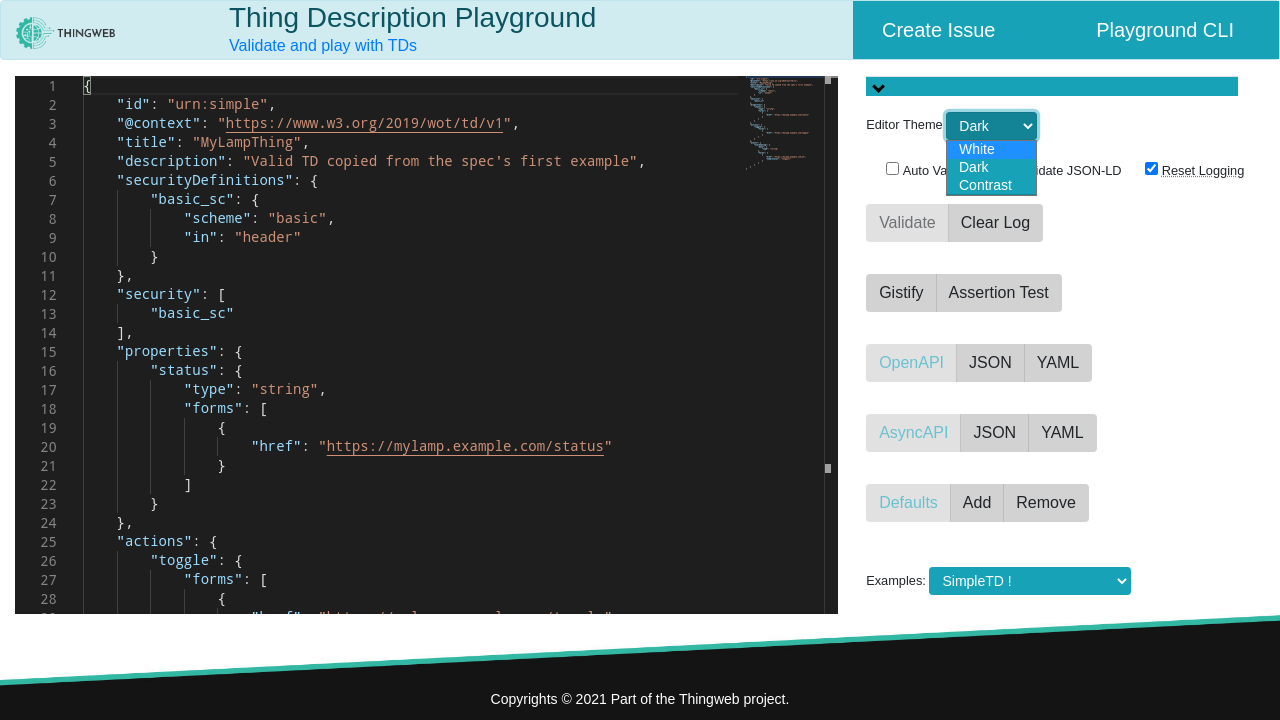 THINGWEB
Thing Description Playground
Validate and play with TDs
Create Issue
Playground CLI
1 {
2 "id": "urn:simple",
3 "@context": "https://www.w3.org/2019/wot/td/v1",
4 "title": "MyLampThing",
5 "description": "Valid TD copied from the spec's first example",
6 "securityDefinitions": {
7 "basic_sc": {
8 "scheme": "basic",
9 "in": "header"
10 }
11 },
12 "security": [
13 "basic_sc"
14 ],
15 "properties": {
16 "status": {
17 "type": "string",
18 "forms": [
19 {
20 "href": "https://mylamp.example.com/status"
21 }
22 ]
23 }
24 },
25 "actions": {
26 "toggle": {
27 "forms": [
28 {
Editor Theme
Dark
White
Dark
Contrast
Auto Va
idate JSON-LD
Reset Logging
Validate
Clear Log
Gistify
Assertion Test
OpenAPI
JSON
YAML
AsyncAPI
JSON
YAML
Defaults
Add
Remove
Examples:
SimpleTD !
Copyrights © 2021 Part of the Thingweb project.